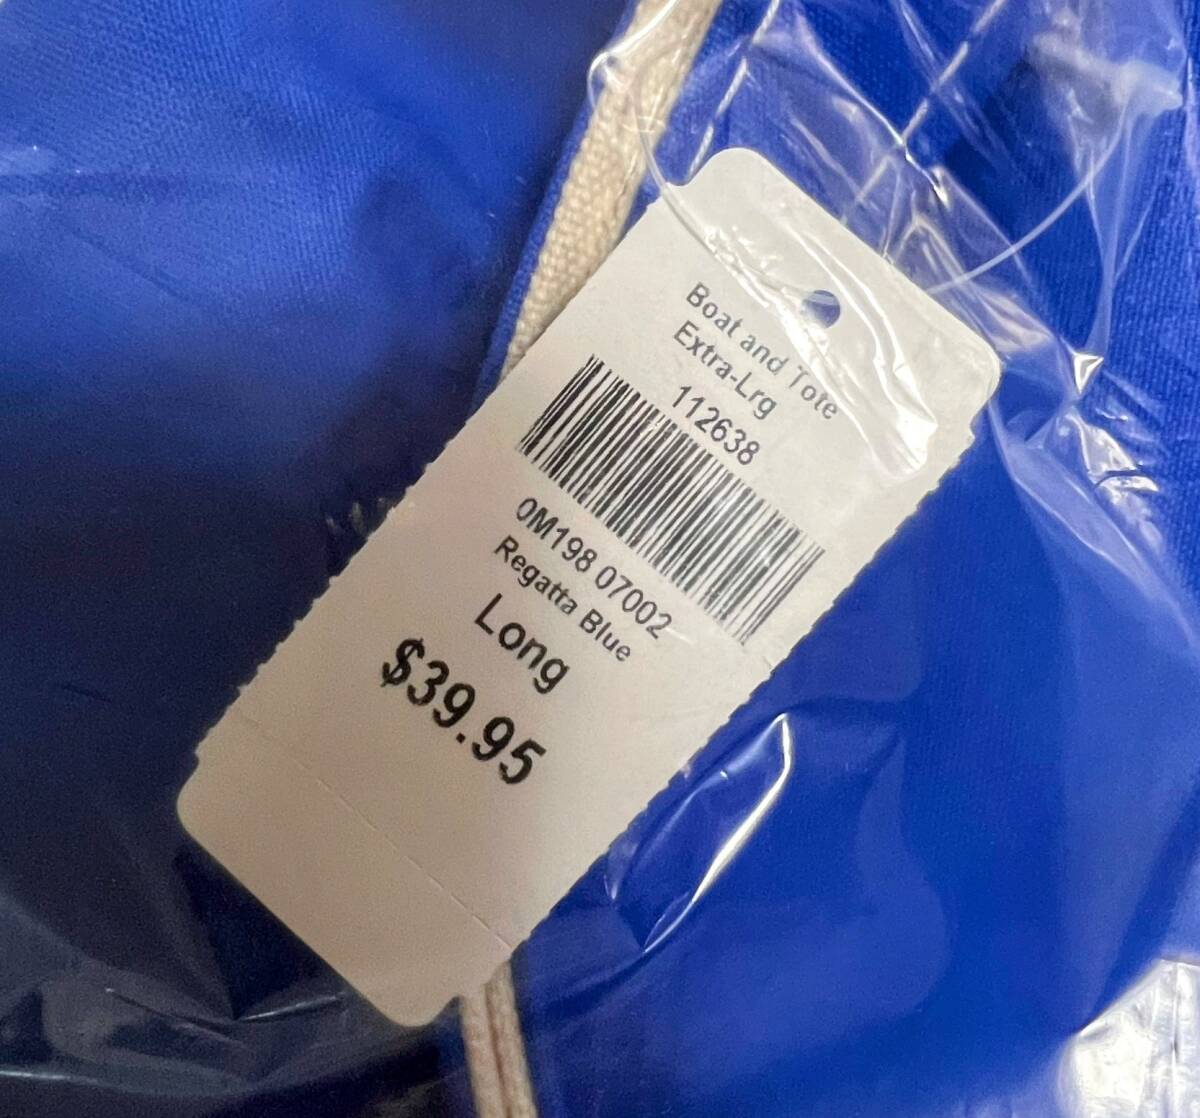 Boat and Tote
Extra-Lrg
112638
0M198 07002
Regatta Blue
Long
$39.95